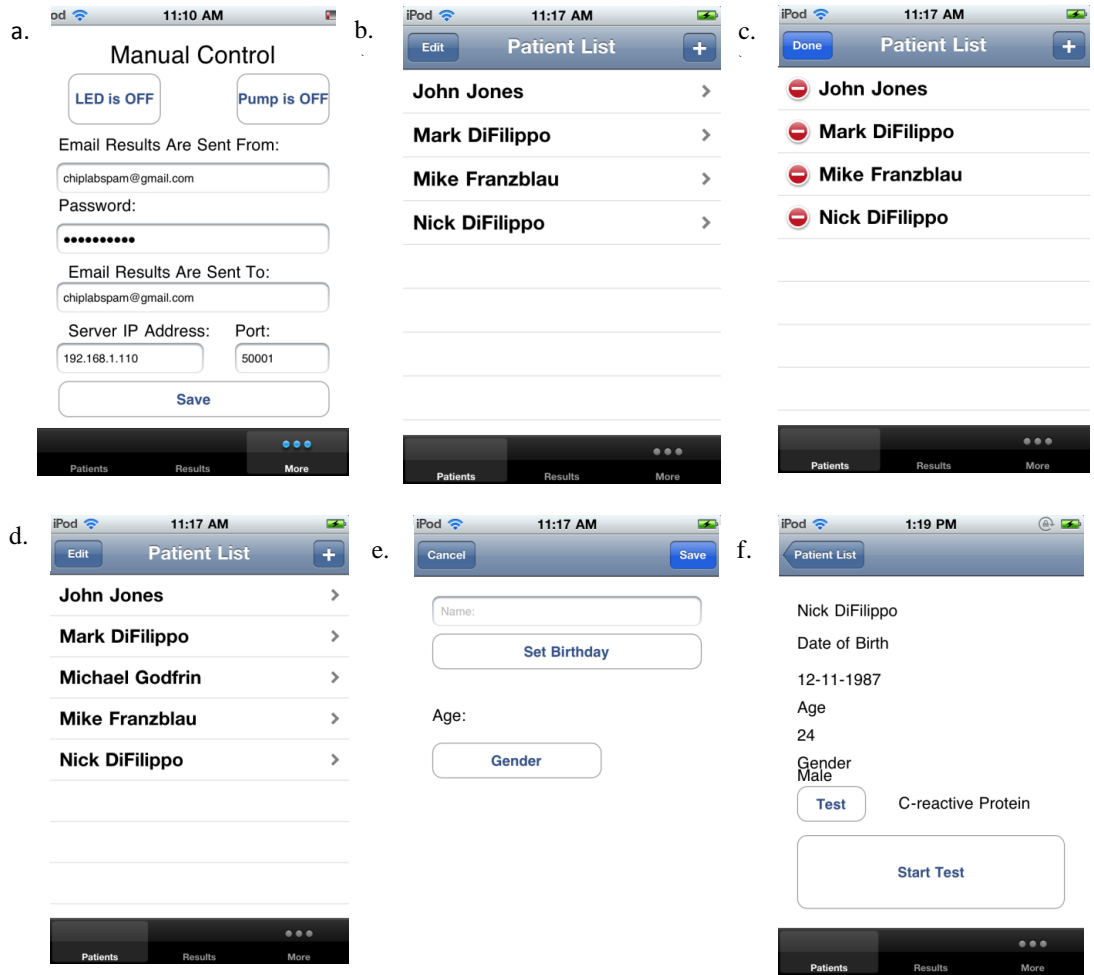 a.
od 11:10 AM
Manual Control
LED is OFF Pump is OFF
Email Results Are Sent From:
chiplabspam@gmail.com
Password:
••••••••••
Email Results Are Sent To:
chiplabspam@gmail.com
Server IP Address: Port:
192.168.1.110 50001
Save
Patients Results More
b.
iPod 11:17 AM
Edit Patient List +
John Jones
Mark DiFilippo
Mike Franzblau
Nick DiFilippo
Patients Results More
c.
iPod 11:17 AM
Done Patient List +
John Jones
Mark DiFilippo
Mike Franzblau
Nick DiFilippo
Patients Results More
d.
iPod 11:17 AM
Edit Patient List +
John Jones
Mark DiFilippo
Michael Godfrin
Mike Franzblau
Nick DiFilippo
Patients Results More
e.
iPod 11:17 AM
Cancel Save
Name:
Set Birthday
Age:
Gender
f.
iPod 1:19 PM
Patient List
Nick DiFilippo
Date of Birth
12-11-1987
Age
24
Gender
Male
Test C-reactive Protein
Start Test
Patients Results More